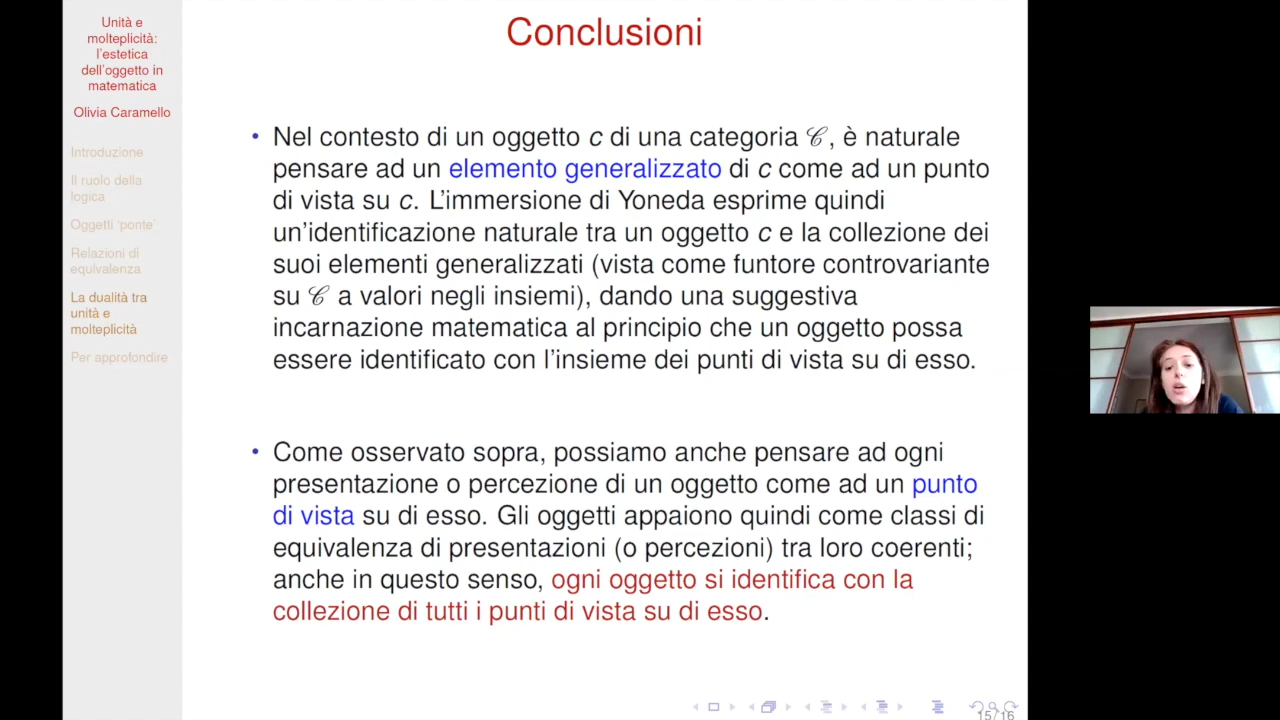 Unità e
molteplicità:
l'estetica
dell'oggetto in
matematica
Olivia Caramello
Introduzione
Il ruolo della
logica
Oggetti 'ponte'
Relazioni di
equivalenza
La dualità tra
unità e
molteplicità
Per approfondire
Conclusioni
• Nel contesto di un oggetto c di una categoria 𝒞, è naturale
pensare ad un elemento generalizzato di c come ad un punto
di vista su c. L'immersione di Yoneda esprime quindi
un'identificazione naturale tra un oggetto c e la collezione dei
suoi elementi generalizzati (vista come funtore controvariante
su 𝒞 a valori negli insiemi), dando una suggestiva
incarnazione matematica al principio che un oggetto possa
essere identificato con l'insieme dei punti di vista su di esso.
• Come osservato sopra, possiamo anche pensare ad ogni
presentazione o percezione di un oggetto come ad un punto
di vista su di esso. Gli oggetti appaiono quindi come classi di
equivalenza di presentazioni (o percezioni) tra loro coerenti;
anche in questo senso, ogni oggetto si identifica con la
collezione di tutti i punti di vista su di esso.
15/16